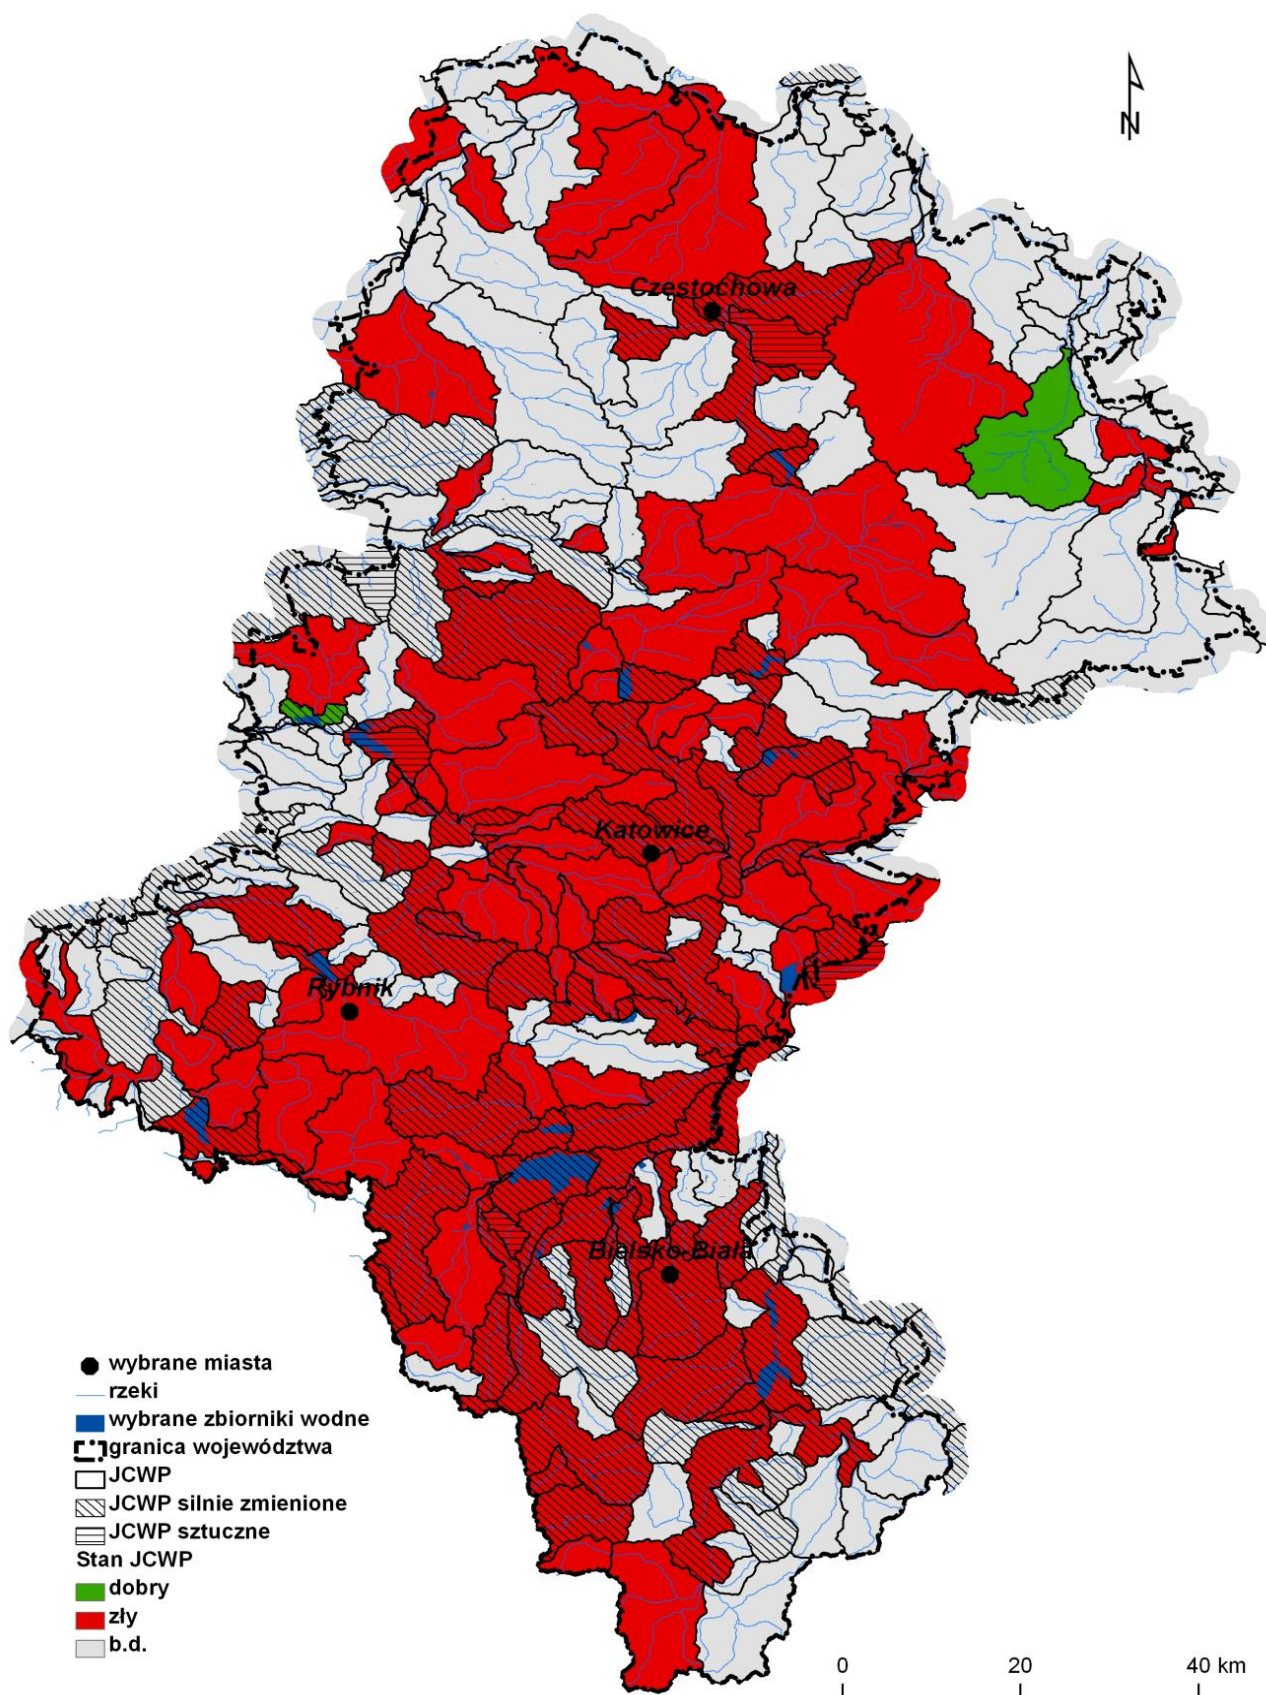 N
Częstochowa
Katowice
Rybnik
Bielsko-Biała
wybrane miasta
rzeki
wybrane zbiorniki wodne
granica województwa
JCWP
JCWP silnie zmienione
JCWP sztuczne
Stan JCWP
dobry
zły
b.d.
0 20 40 km